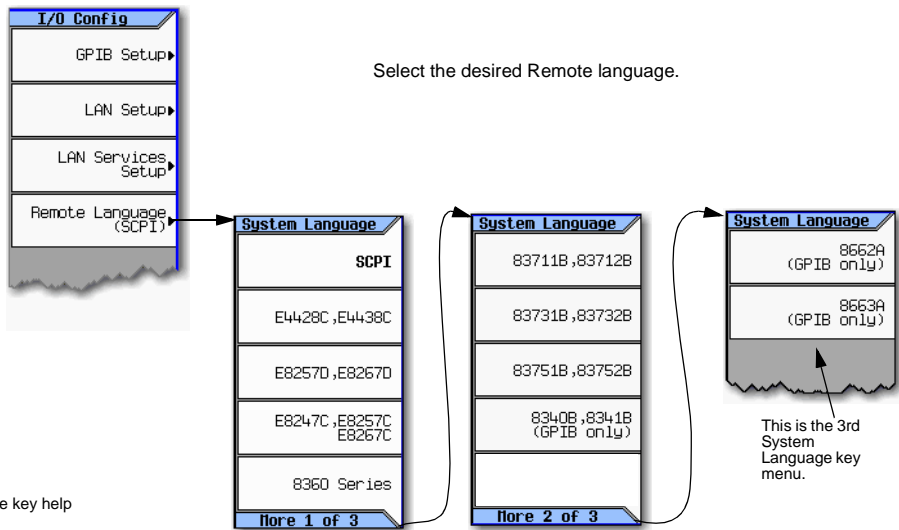 I/O Config
GPIB Setup
LAN Setup
LAN Services
Setup
Remote Language
(SCPI)
Select the desired Remote language.
System Language
SCPI
E4428C,E4438C
E8257D,E8267D
E8247C,E8257C
E8267C
8360 Series
More 1 of 3
System Language
83711B,83712B
83731B,83732B
83751B,83752B
8340B,8341B
(GPIB only)
More 2 of 3
System Language
8662A
(GPIB only)
8663A
(GPIB only)
This is the 3rd
System
Language key
menu.
e key help